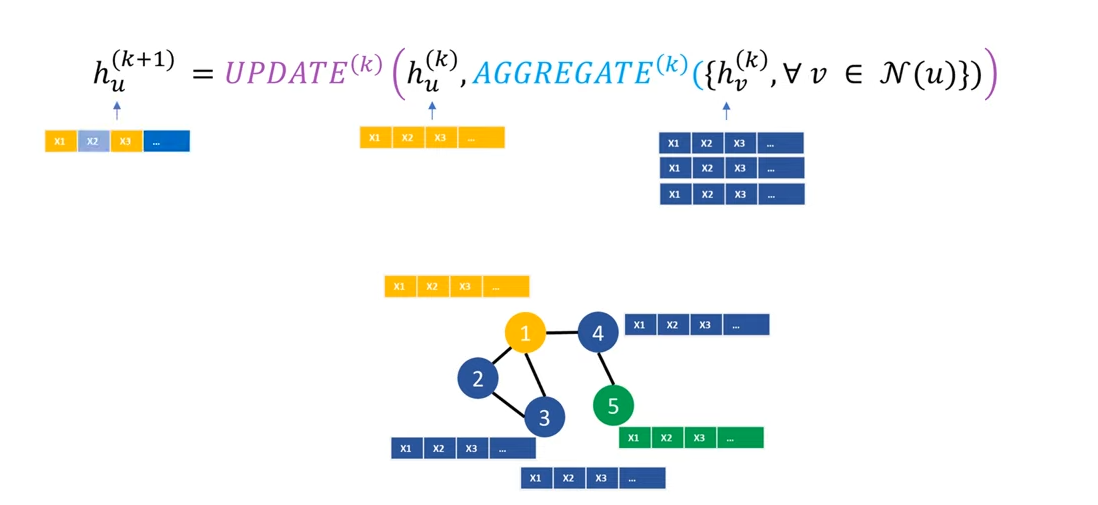 h_u^(k+1) = UPDATE^(k) (h_u^(k), AGGREGATE^(k)({h_v^(k), ∀ v ∈ 𝒩(u)}))
X1 X2 X3 ...
X1 X2 X3 ...
X1 X2 X3 ...
X1 X2 X3 ...
X1 X2 X3 ...
X1 X2 X3 ...
1
4
X1 X2 X3 ...
2
3
5
X1 X2 X3 ...
X1 X2 X3 ...
X1 X2 X3 ...